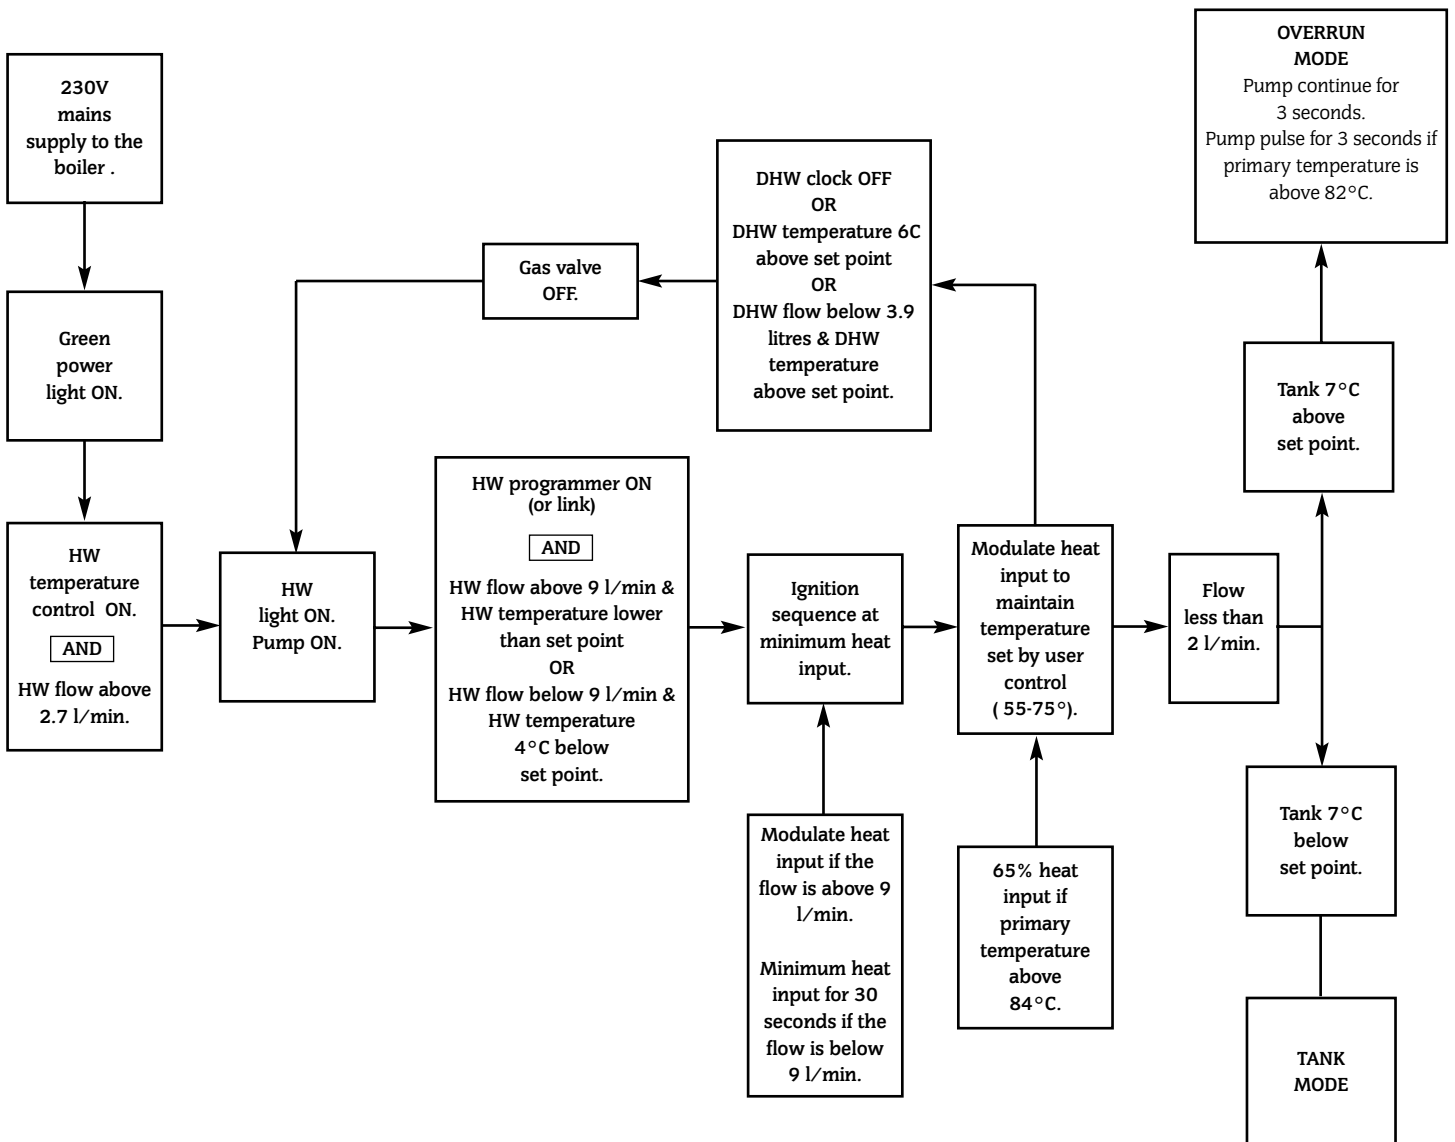 230V
mains
supply to the
boiler .
Green
power
light ON.
HW
temperature
control ON.
AND
HW flow above
2.7 l/min.
HW
light ON.
Pump ON.
HW programmer ON
(or link)
AND
HW flow above 9 l/min &
HW temperature lower
than set point
OR
HW flow below 9 l/min &
HW temperature
4°C below
set point.
Gas valve
OFF.
DHW clock OFF
OR
DHW temperature 6C
above set point
OR
DHW flow below 3.9
litres & DHW
temperature
above set point.
Ignition
sequence at
minimum heat
input.
Modulate heat
input if the
flow is above 9
l/min.
Minimum heat
input for 30
seconds if the
flow is below
9 l/min.
Modulate heat
input to
maintain
temperature
set by user
control
( 55-75°).
65% heat
input if
primary
temperature
above
84°C.
Flow
less than
2 l/min.
OVERRUN
MODE
Pump continue for
3 seconds.
Pump pulse for 3 seconds if
primary temperature is
above 82°C.
Tank 7°C
above
set point.
Tank 7°C
below
set point.
TANK
MODE